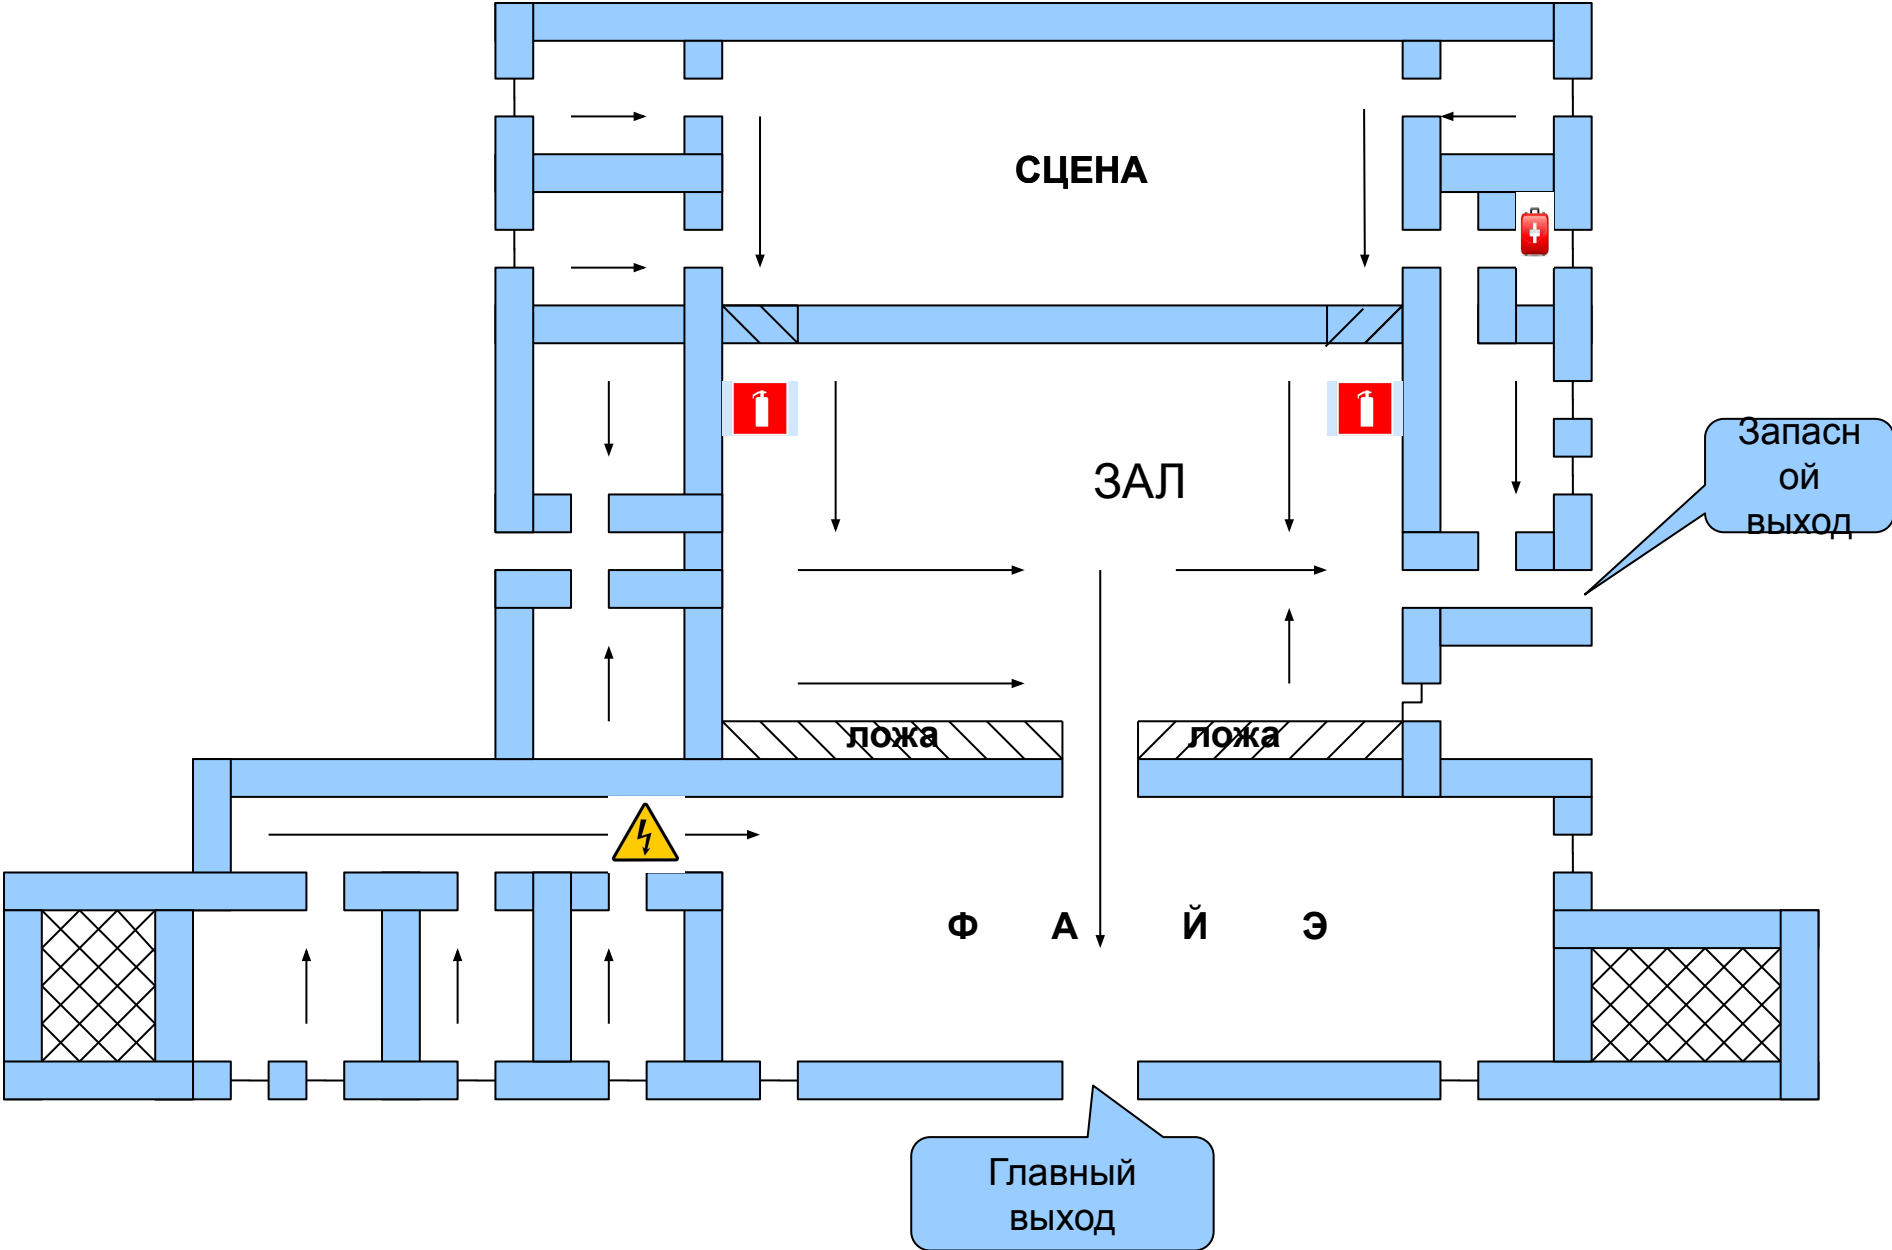 СЦЕНА
Запасн
ой
выход
ЗАЛ
ложа
ложа
Ф А Й Э
Главный
выход